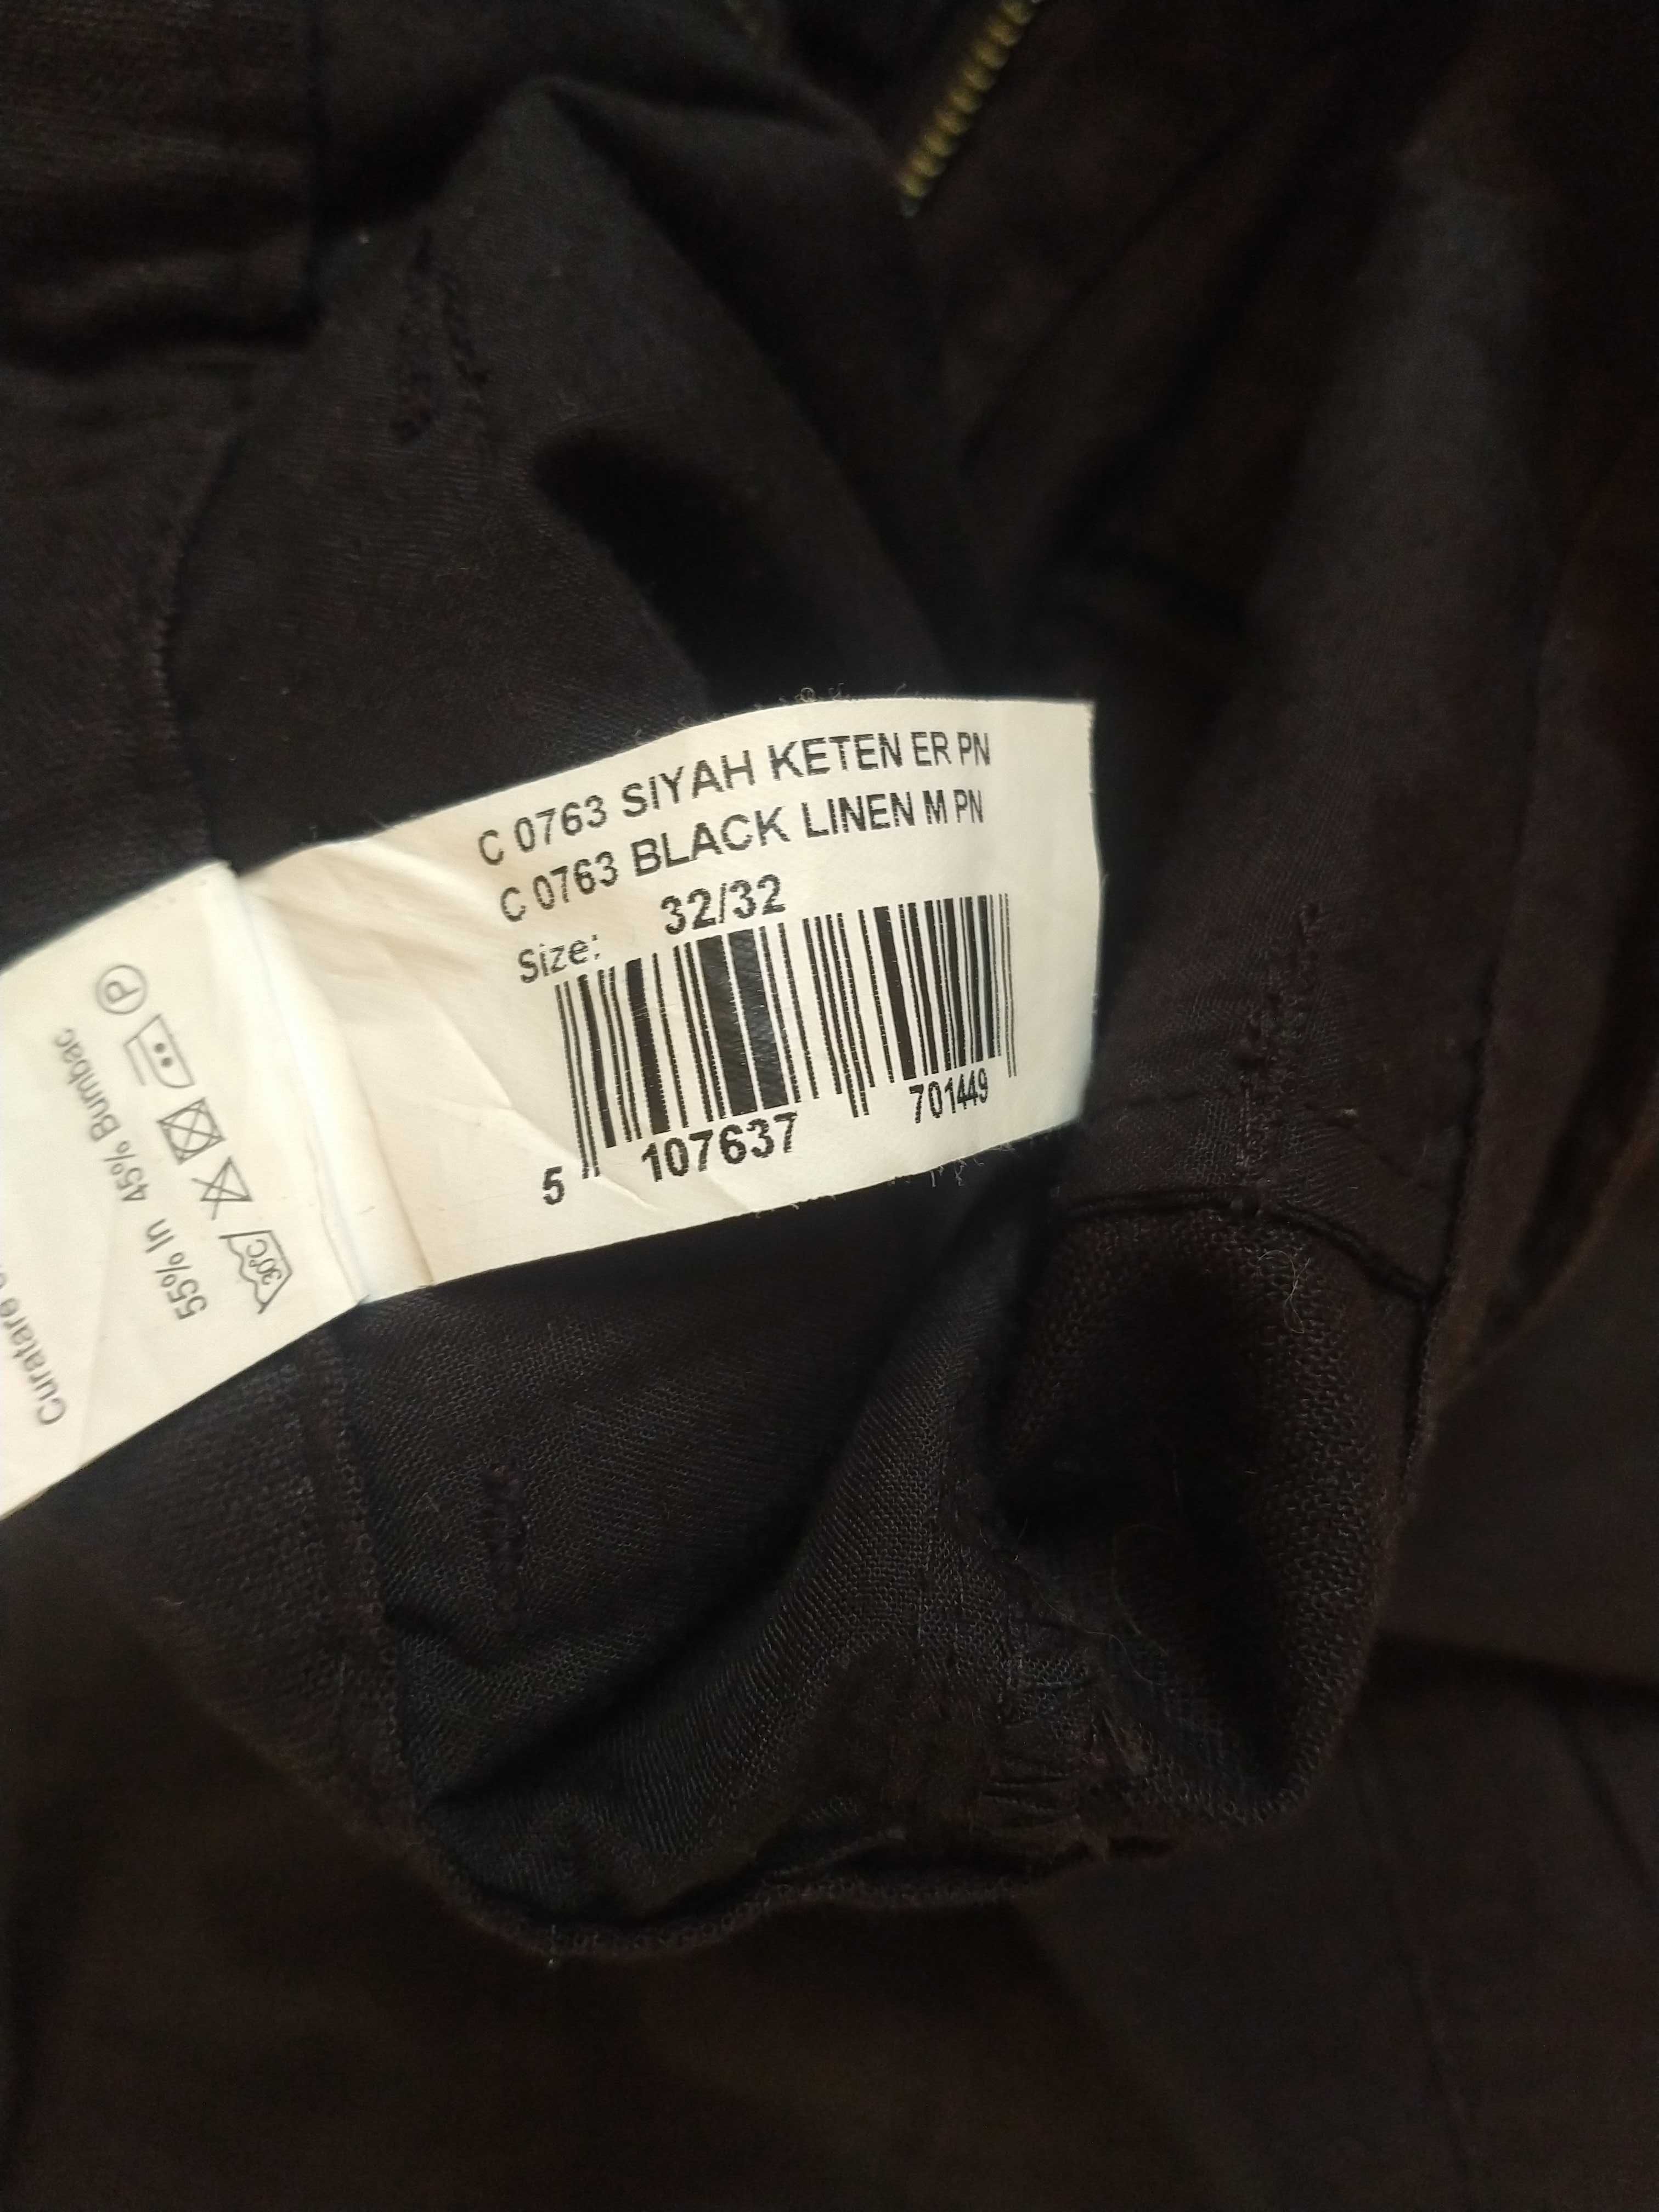 C 0763 SIYAH KETEN ER PN
C 0763 BLACK LINEN M PN
Size: 32/32
5 107637 701449
30°C
P
55% In 45% Bumbac